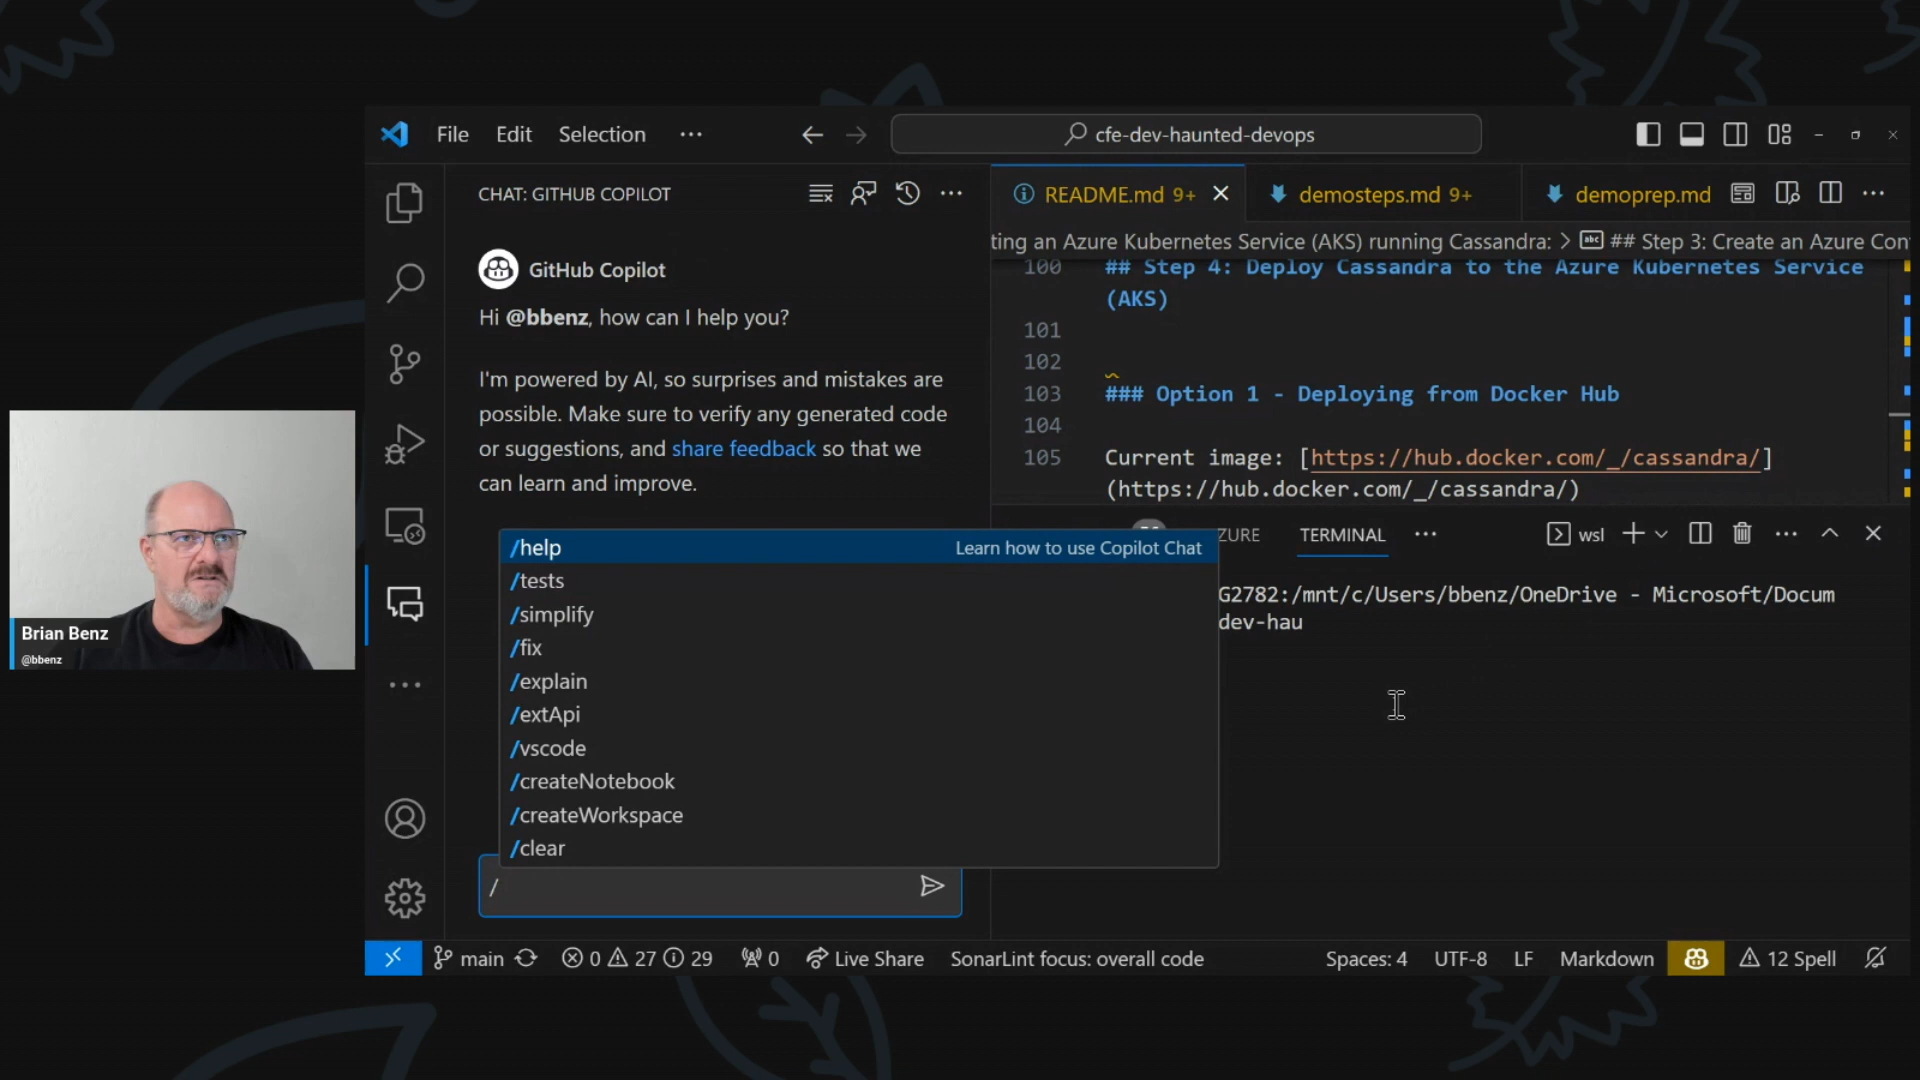 File Edit Selection ···
cfe-dev-haunted-devops
CHAT: GITHUB COPILOT
GitHub Copilot
Hi @bbenz, how can I help you?
I'm powered by AI, so surprises and mistakes are
possible. Make sure to verify any generated code
or suggestions, and share feedback so that we
can learn and improve.
/help Learn how to use Copilot Chat
/tests
/simplify
/fix
/explain
/extApi
/vscode
/createNotebook
/createWorkspace
/clear
/
README.md 9+ demosteps.md 9+ demoprep.md
ting an Azure Kubernetes Service (AKS) running Cassandra: > ## Step 3: Create an Azure Con
100 ## Step 4: Deploy Cassandra to the Azure Kubernetes Service
(AKS)
101
102
103 ### Option 1 - Deploying from Docker Hub
104
105 Current image: [https://hub.docker.com/_/cassandra/]
(https://hub.docker.com/_/cassandra/)
ZURE TERMINAL ··· wsl
G2782:/mnt/c/Users/bbenz/OneDrive - Microsoft/Docum
dev-hau
Brian Benz
@bbenz
main 0 27 29 0 Live Share SonarLint focus: overall code Spaces: 4 UTF-8 LF Markdown 12 Spell